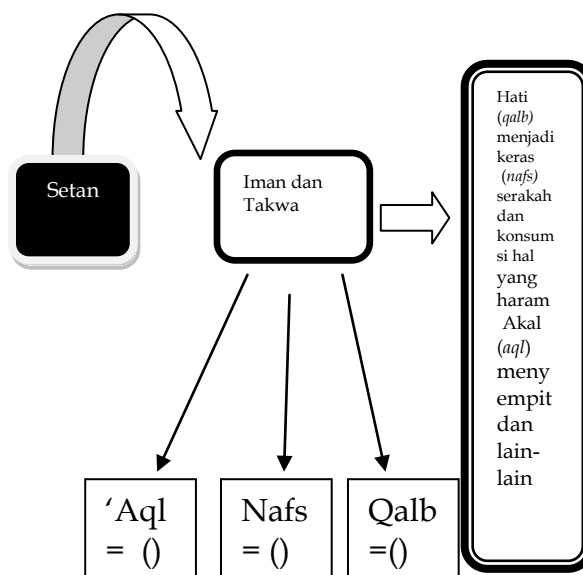 Setan
Iman dan
Takwa
Hati
(qalb)
menjadi
keras
(nafs)
serakah
dan
konsum
si hal
yang
haram
Akal
(aql)
meny
empit
dan
lain-
lain
‘Aql
= ()
Nafs
= ()
Qalb
=()